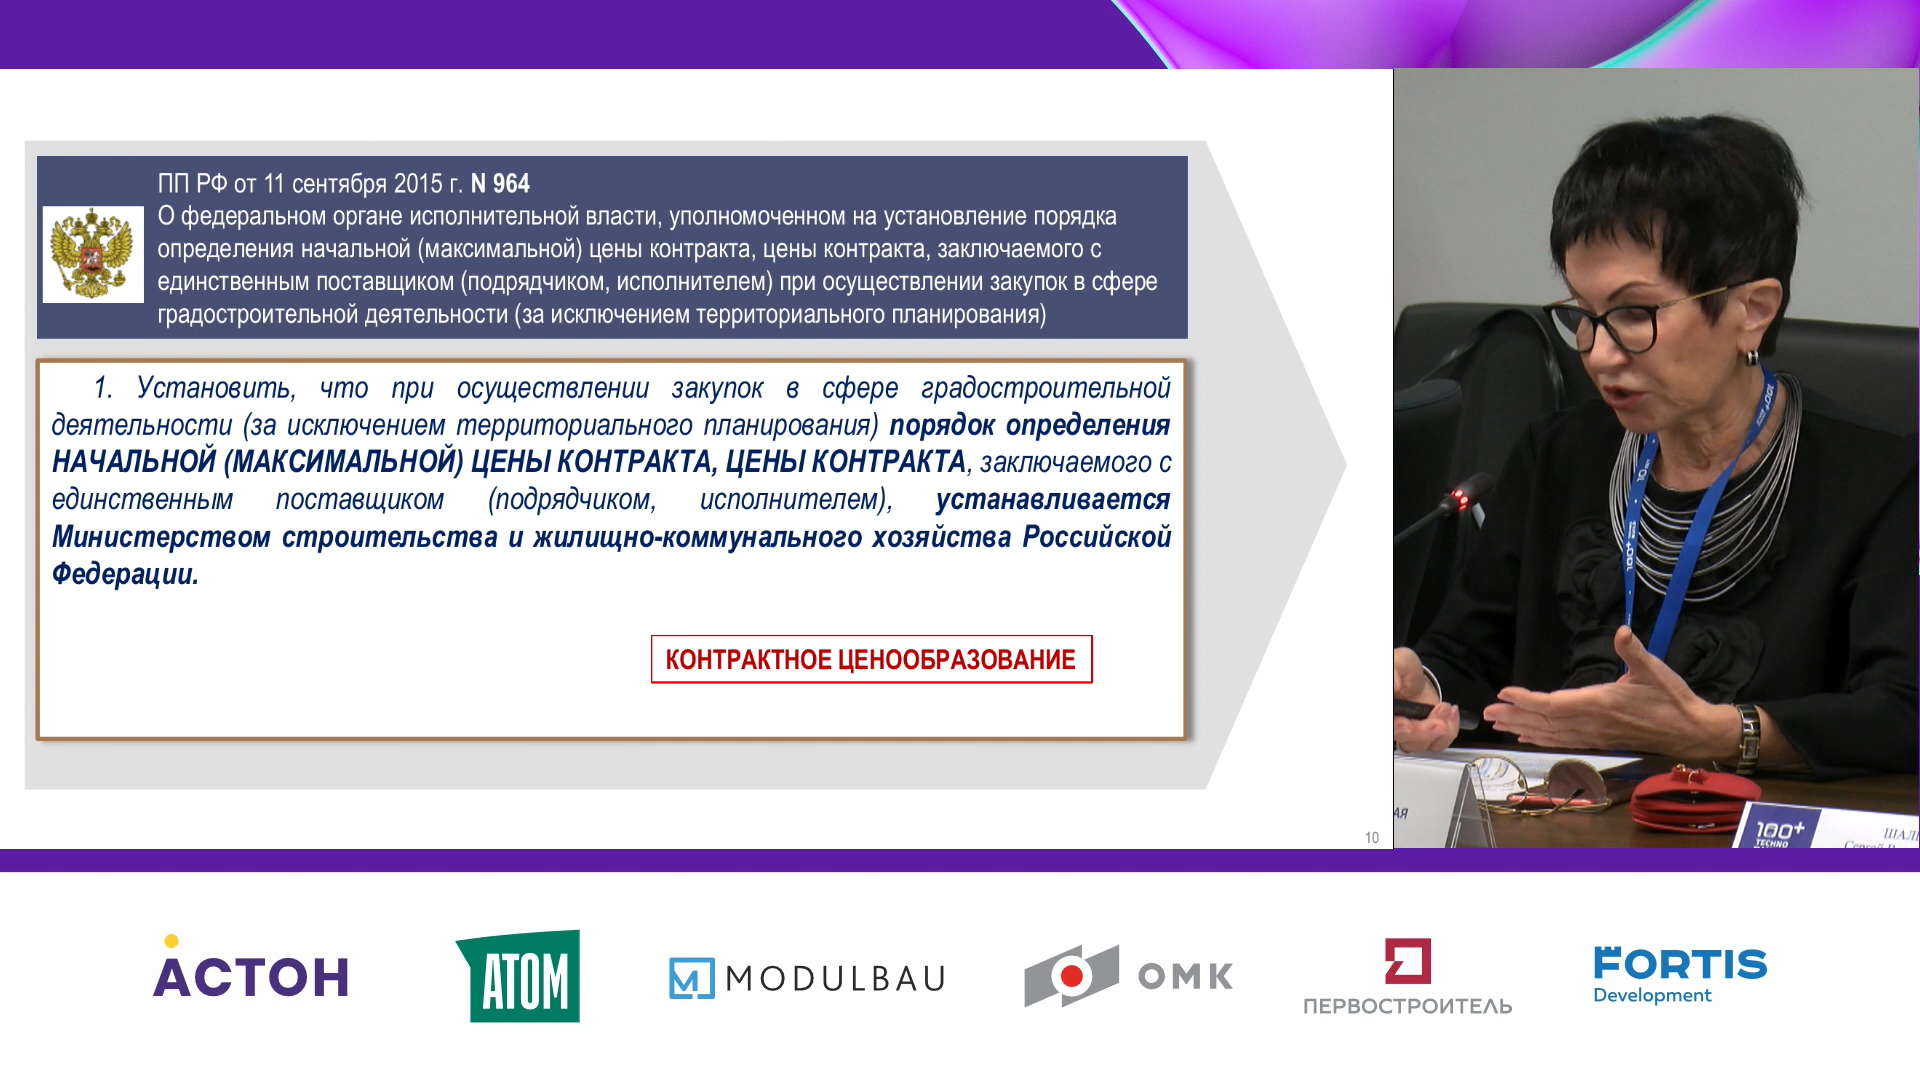 ПП РФ от 11 сентября 2015 г. N 964
О федеральном органе исполнительной власти, уполномоченном на установление порядка
определения начальной (максимальной) цены контракта, цены контракта, заключаемого с
единственным поставщиком (подрядчиком, исполнителем) при осуществлении закупок в сфере
градостроительной деятельности (за исключением территориального планирования)
1. Установить, что при осуществлении закупок в сфере градостроительной
деятельности (за исключением территориального планирования) порядок определения
НАЧАЛЬНОЙ (МАКСИМАЛЬНОЙ) ЦЕНЫ КОНТРАКТА, ЦЕНЫ КОНТРАКТА, заключаемого с
единственным поставщиком (подрядчиком, исполнителем), устанавливается
Министерством строительства и жилищно-коммунального хозяйства Российской
Федерации.
КОНТРАКТНОЕ ЦЕНООБРАЗОВАНИЕ
10
АЯ
100+
TECHNO
АСТОН
АТОМ
MODULBAU
ОМК
ПЕРВОСТРОИТЕЛЬ
FORTIS
Development